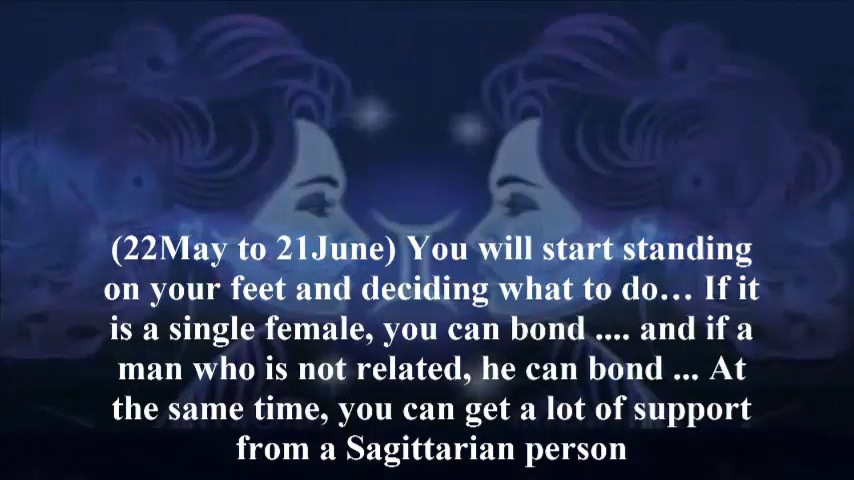 (22May to 21June) You will start standing
on your feet and deciding what to do... If it
is a single female, you can bond .... and if a
man who is not related, he can bond ... At
the same time, you can get a lot of support
from a Sagittarian person